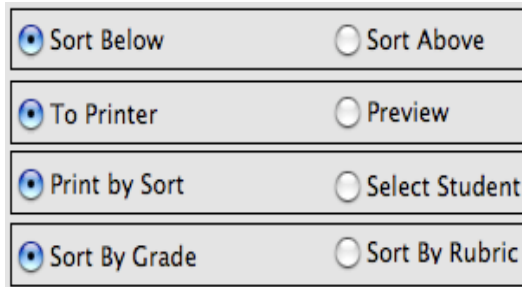 Sort Below Sort Above
To Printer Preview
Print by Sort Select Student
Sort By Grade Sort By Rubric